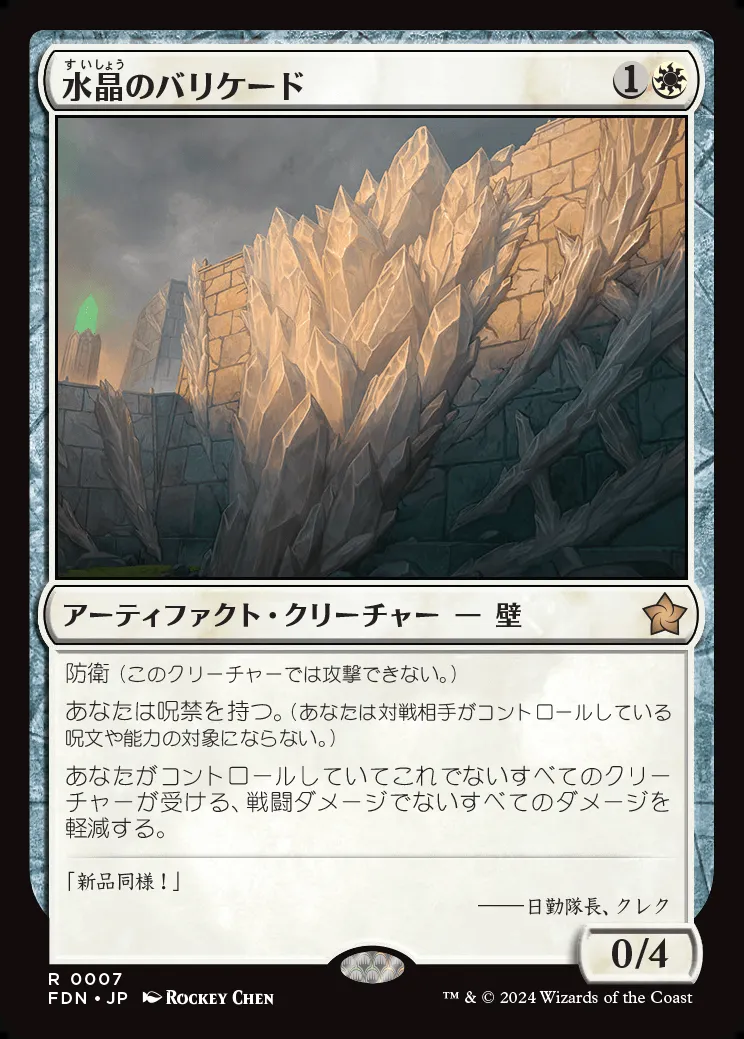 すいしょう
水晶のバリケード
1
アーティファクト・クリーチャー ― 壁
防衛（このクリーチャーでは攻撃できない。）
あなたは呪禁を持つ。（あなたは対戦相手がコントロールしている
呪文や能力の対象にならない。）
あなたがコントロールしていてこれでないすべてのクリー
チャーが受ける、戦闘ダメージでないすべてのダメージを
軽減する。
「新品同様！」
――日勤隊長、クレク
0/4
R 0007
FDN • JP Rockey Chen
™ & © 2024 Wizards of the Coast